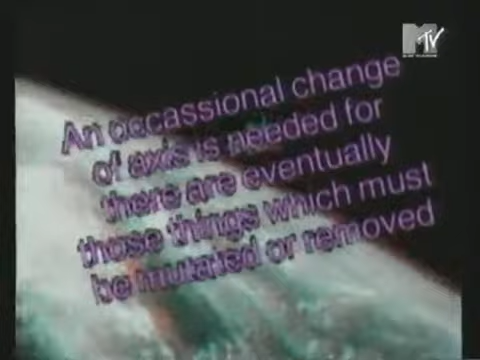 MTV
An occassional change
of axis is needed for
there are eventually
those things which must
be mutated or removed